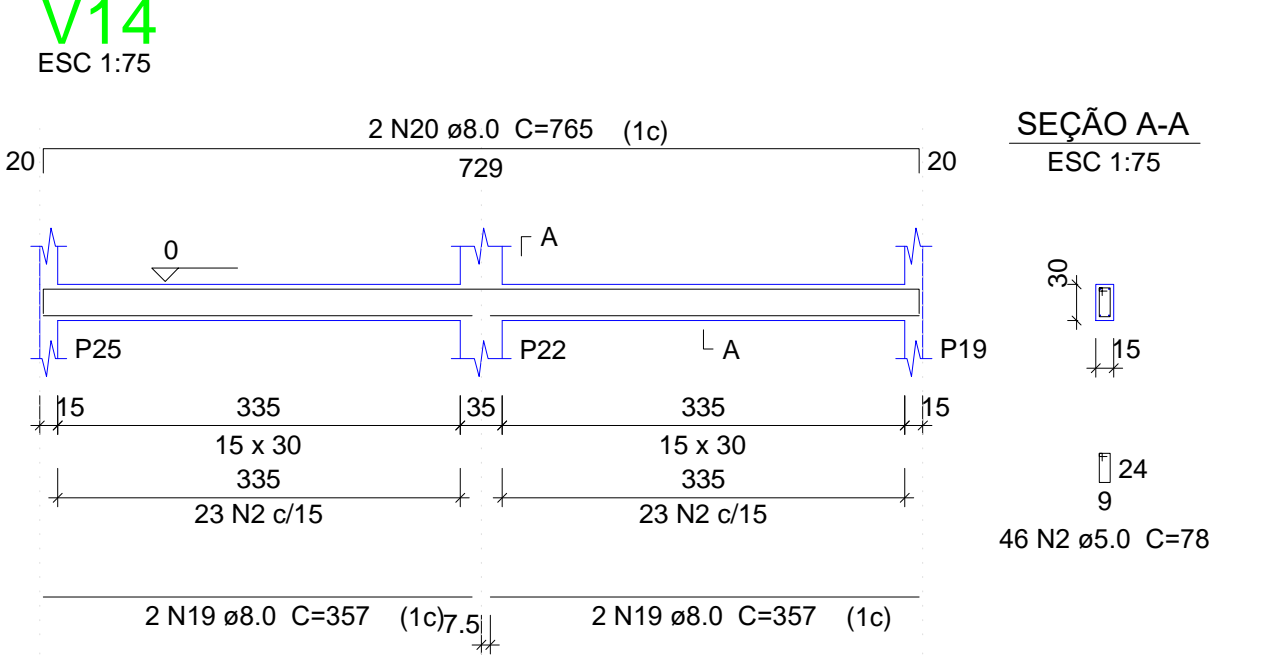 V14
ESC 1:75
2 N20 ø8.0 C=765 (1c)
20
729
20
SEÇÃO A-A
ESC 1:75
A
0
30
P25
P22
A
P19
15
15
335
35
335
15
15 x 30
15 x 30
335
335
23 N2 c/15
23 N2 c/15
24
9
46 N2 ø5.0 C=78
2 N19 ø8.0 C=357 (1c)
7.5
2 N19 ø8.0 C=357 (1c)